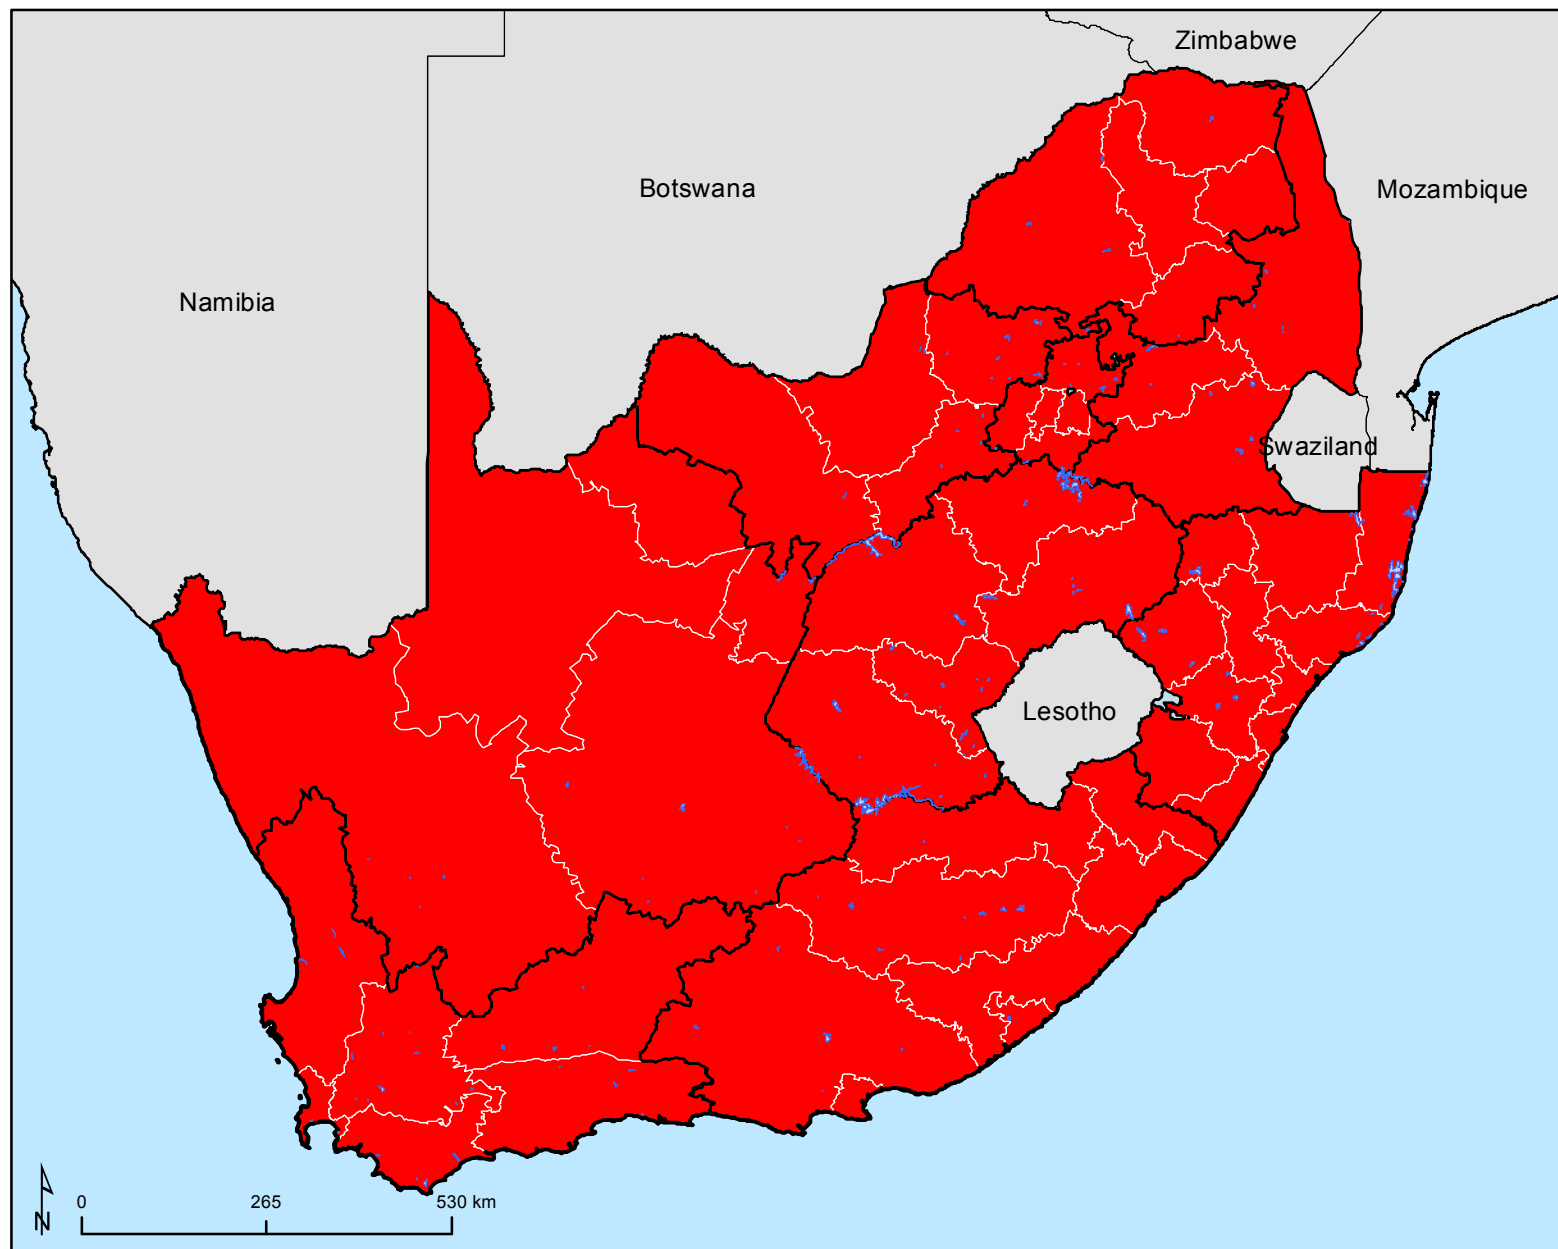 Zimbabwe
Botswana
Mozambique
Namibia
Swaziland
Lesotho
N
0 265 530 km